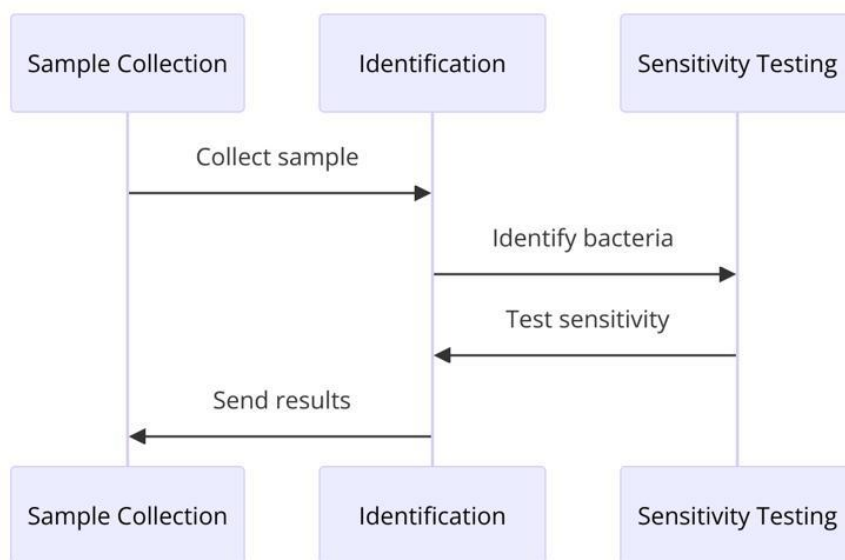 Sample Collection
Identification
Sensitivity Testing
Collect sample
Identify bacteria
Test sensitivity
Send results
Sample Collection
Identification
Sensitivity Testing